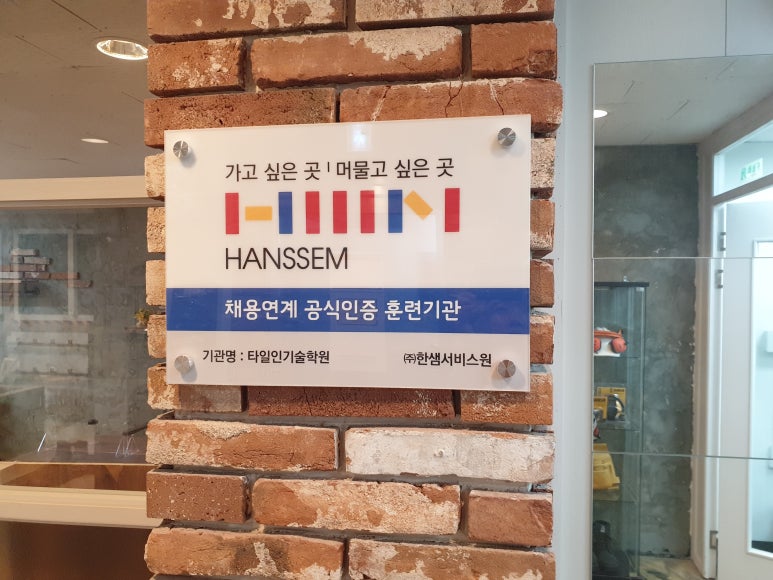 가고 싶은 곳 | 머물고 싶은 곳
HANSSEM
채용연계 공식인증 훈련기관
기관명 : 타일인기술학원 ㈜한샘서비스원